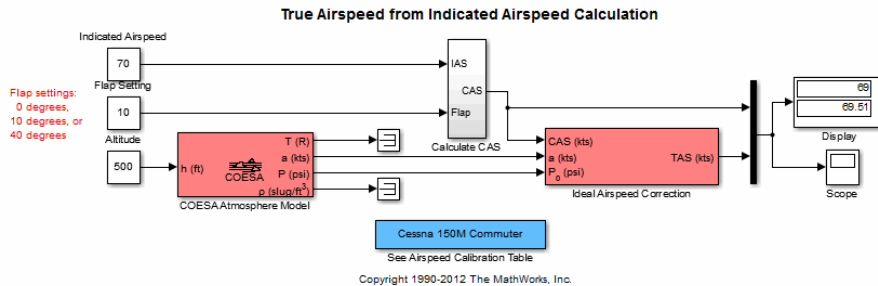 True Airspeed from Indicated Airspeed Calculation
Indicated Airspeed
70
Flap Setting
Flap settings:
0 degrees,
10 degrees, or
40 degrees
10
Altitude
500
IAS
CAS
Flap
Calculate CAS
h (ft)
COESA
T (R)
a (kts)
P (psi)
ρ (slug/ft³)
COESA Atmosphere Model
CAS (kts)
a (kts)
P₀ (psi)
TAS (kts)
Ideal Airspeed Correction
69
69.51
Display
Scope
Cessna 150M Commuter
See Airspeed Calibration Table
Copyright 1990-2012 The MathWorks, Inc.